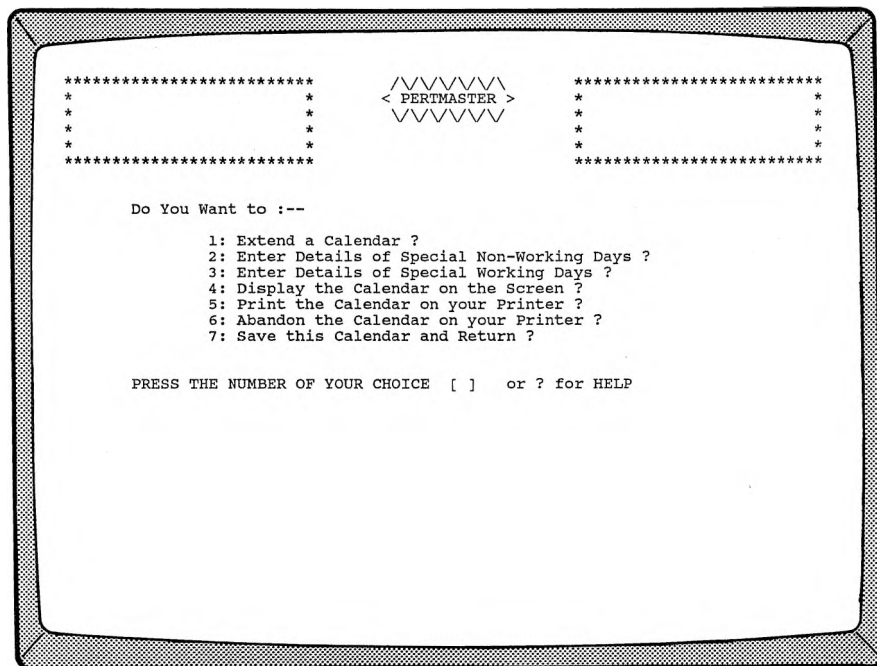 *************************    /\/\/\/\/\/\    *************************
*                       *   < PERTMASTER >   *                       *
*                       *    \/\/\/\/\/\/    *                       *
*                       *                    *                       *
*                       *                    *                       *
*************************                    *************************
Do You Want to :--
1: Extend a Calendar ?
2: Enter Details of Special Non-Working Days ?
3: Enter Details of Special Working Days ?
4: Display the Calendar on the Screen ?
5: Print the Calendar on your Printer ?
6: Abandon the Calendar on your Printer ?
7: Save this Calendar and Return ?
PRESS THE NUMBER OF YOUR CHOICE [ ] or ? for HELP